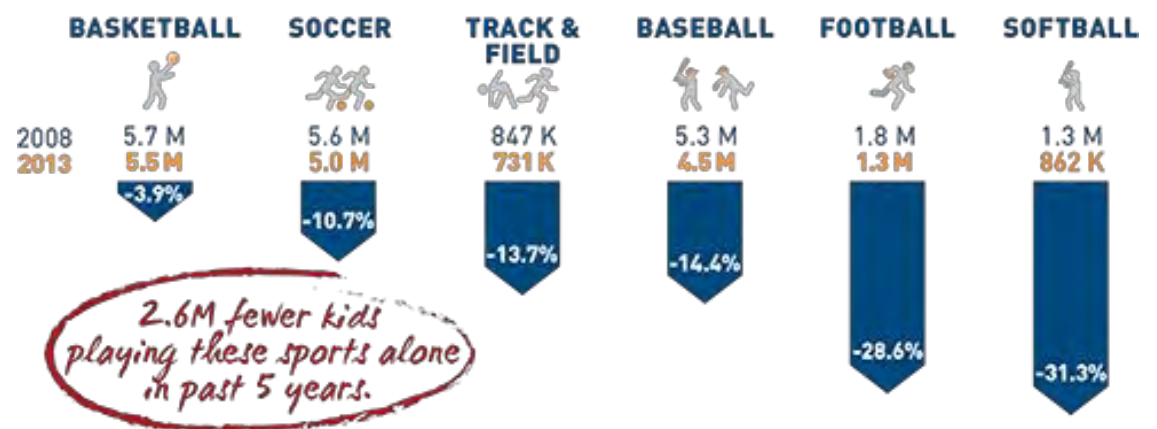 BASKETBALL SOCCER TRACK & FIELD BASEBALL FOOTBALL SOFTBALL
2008 5.7 M 5.6 M 847 K 5.3 M 1.8 M 1.3 M
2013 5.5 M 5.0 M 731 K 4.5 M 1.3 M 862 K
-3.9% -10.7% -13.7% -14.4% -28.6% -31.3%
2.6M fewer kids
playing these sports alone
in past 5 years.